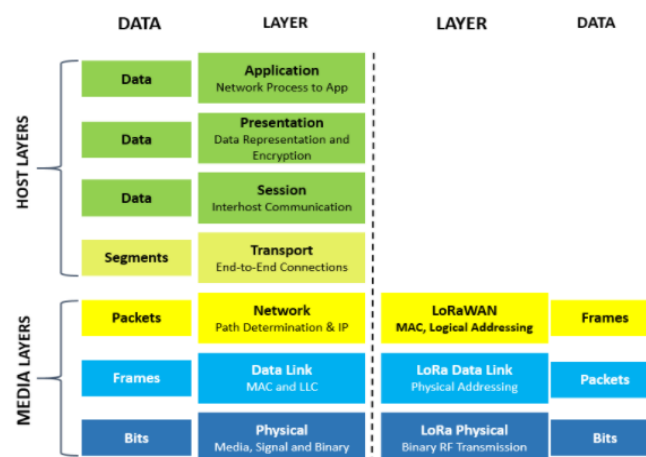 DATA LAYER LAYER DATA
HOST LAYERS
Data
Application
Network Process to App
Data
Presentation
Data Representation and
Encryption
Data
Session
Interhost Communication
Segments
Transport
End-to-End Connections
MEDIA LAYERS
Packets
Network
Path Determination & IP
LoRaWAN
MAC, Logical Addressing
Frames
Frames
Data Link
MAC and LLC
LoRa Data Link
Physical Addressing
Packets
Bits
Physical
Media, Signal and Binary
LoRa Physical
Binary RF Transmission
Bits